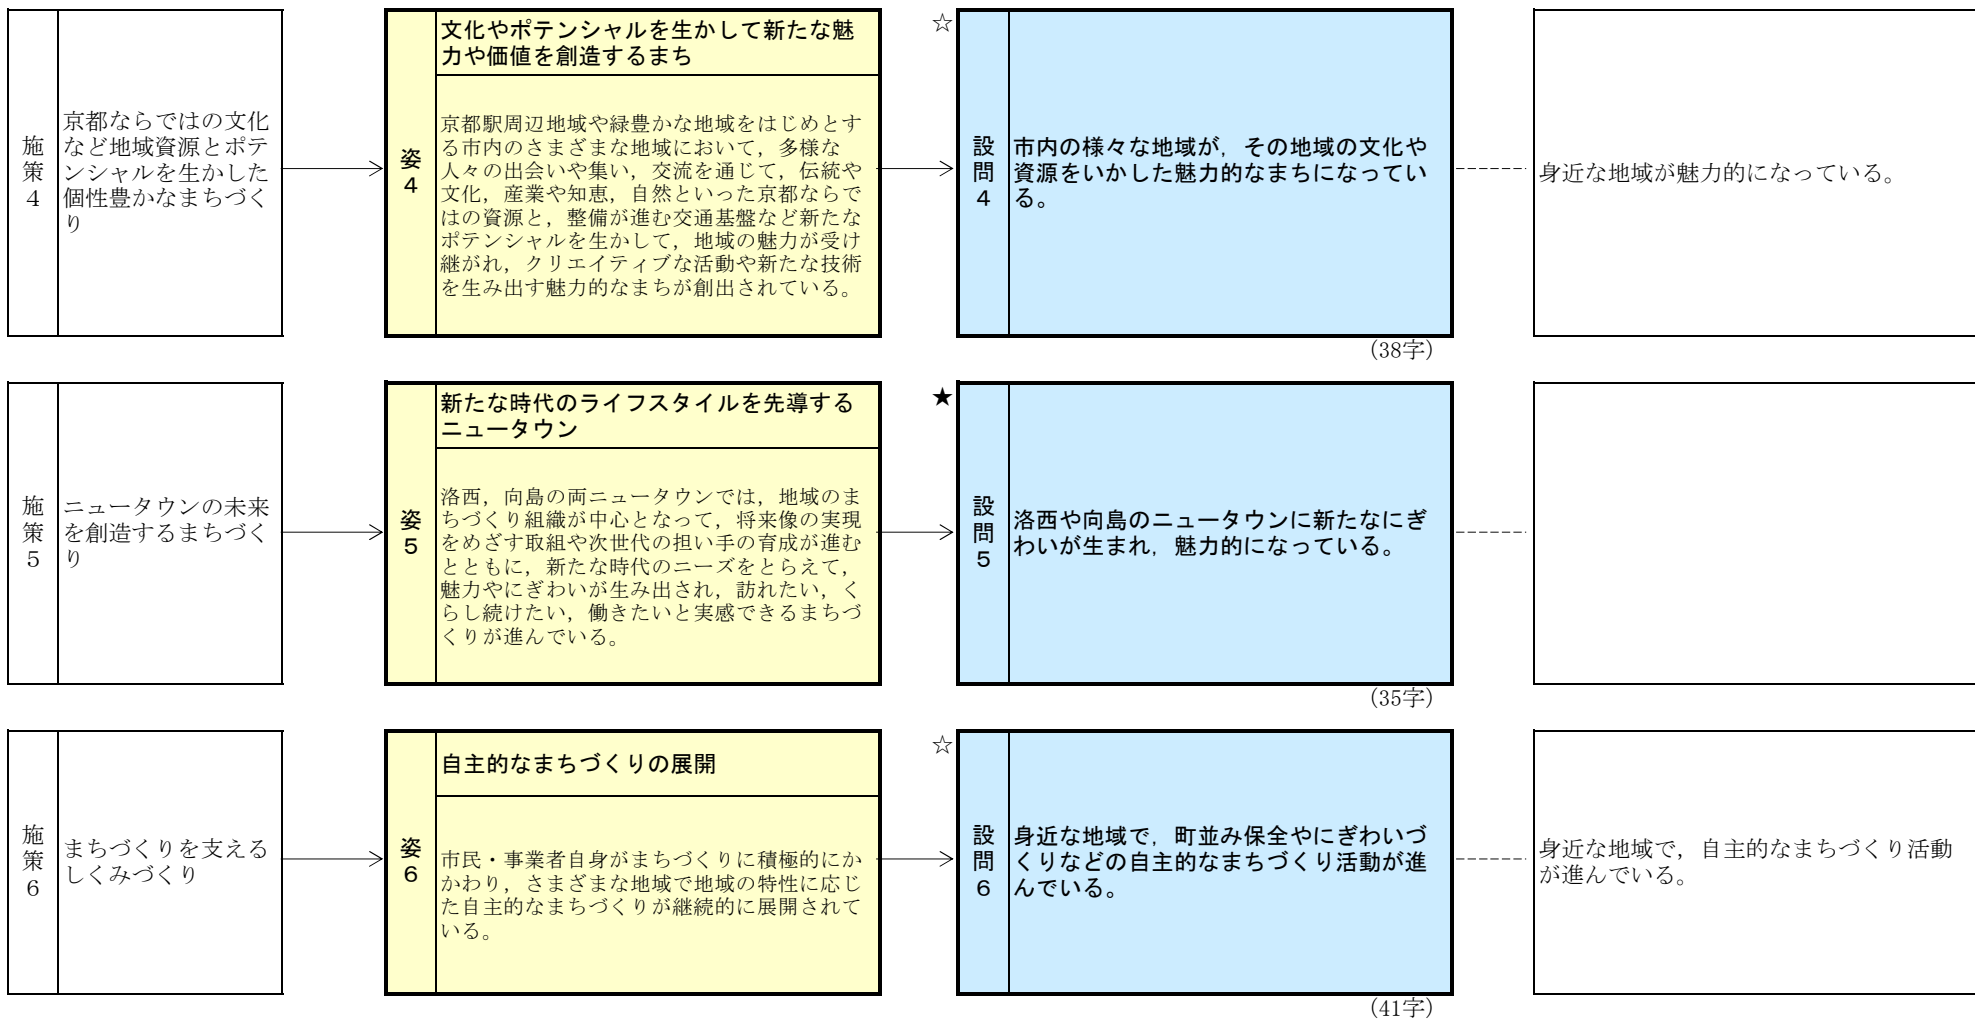 施策4
京都ならではの文化
など地域資源とポテ
ンシャルを生かした
個性豊かなまちづく
り
姿4
文化やポテンシャルを生かして新たな魅
力や価値を創造するまち
京都駅周辺地域や緑豊かな地域をはじめとす
る市内のさまざまな地域において，多様な
人々の出会いや集い，交流を通じて，伝統や
文化，産業や知恵，自然といった京都ならで
はの資源と，整備が進む交通基盤など新たな
ポテンシャルを生かして，地域の魅力が受け
継がれ，クリエイティブな活動や新たな技術
を生み出す魅力的なまちが創出されている。
☆
設問4
市内の様々な地域が，その地域の文化や
資源をいかした魅力的なまちになってい
る。
(38字)
身近な地域が魅力的になっている。
施策5
ニュータウンの未来
を創造するまちづく
り
姿5
新たな時代のライフスタイルを先導する
ニュータウン
洛西，向島の両ニュータウンでは，地域のま
ちづくり組織が中心となって，将来像の実現
をめざす取組や次世代の担い手の育成が進む
とともに，新たな時代のニーズをとらえて，
魅力やにぎわいが生み出され，訪れたい，く
らし続けたい，働きたいと実感できるまちづ
くりが進んでいる。
★
設問5
洛西や向島のニュータウンに新たなにぎ
わいが生まれ，魅力的になっている。
(35字)
施策6
まちづくりを支える
しくみづくり
姿6
自主的なまちづくりの展開
市民・事業者自身がまちづくりに積極的にか
かわり，さまざまな地域で地域の特性に応じ
た自主的なまちづくりが継続的に展開されて
いる。
☆
設問6
身近な地域で，町並み保全やにぎわいづ
くりなどの自主的なまちづくり活動が進
んでいる。
(41字)
身近な地域で，自主的なまちづくり活動
が進んでいる。